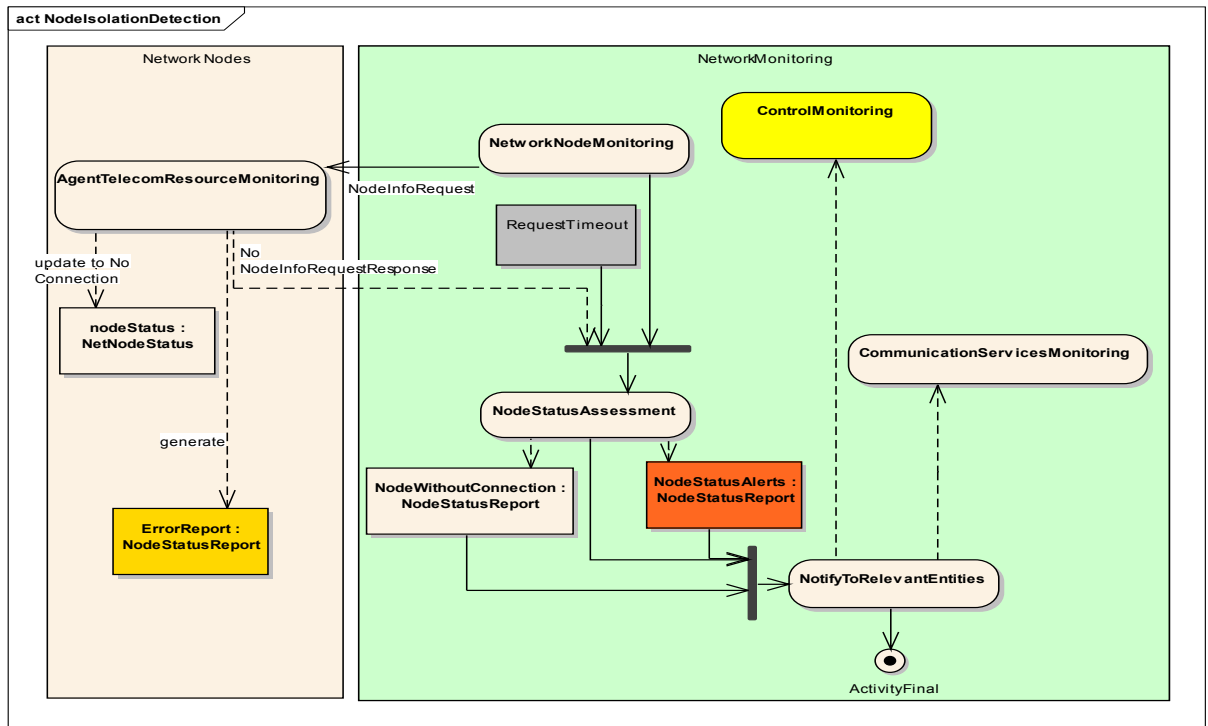 act NodeIsolationDetection
Network Nodes
NetworkMonitoring
ControlMonitoring
NetworkNodeMonitoring
AgentTelecomResourceMonitoring
NodeInfoRequest
RequestTimeout
No
NodeInfoRequestResponse
update to No
Connection
nodeStatus :
NetNodeStatus
CommunicationServicesMonitoring
NodeStatusAssessment
generate
NodeWithoutConnection :
NodeStatusReport
NodeStatusAlerts :
NodeStatusReport
ErrorReport :
NodeStatusReport
NotifyToRelevantEntities
ActivityFinal